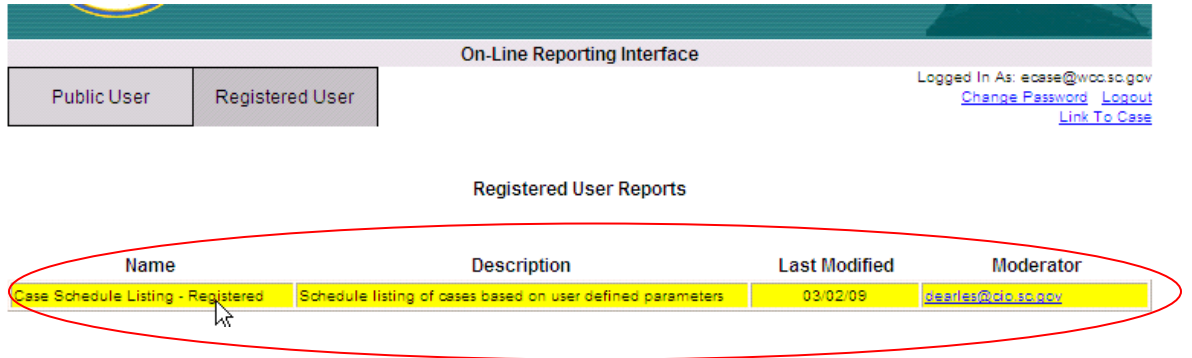 On-Line Reporting Interface
Public User
Registered User
Logged In As: ecase@wcc.sc.gov
Change Password Logout
Link To Case
Registered User Reports
Name Description Last Modified Moderator
Case Schedule Listing - Registered Schedule listing of cases based on user defined parameters 03/02/09 dearles@cio.sc.gov